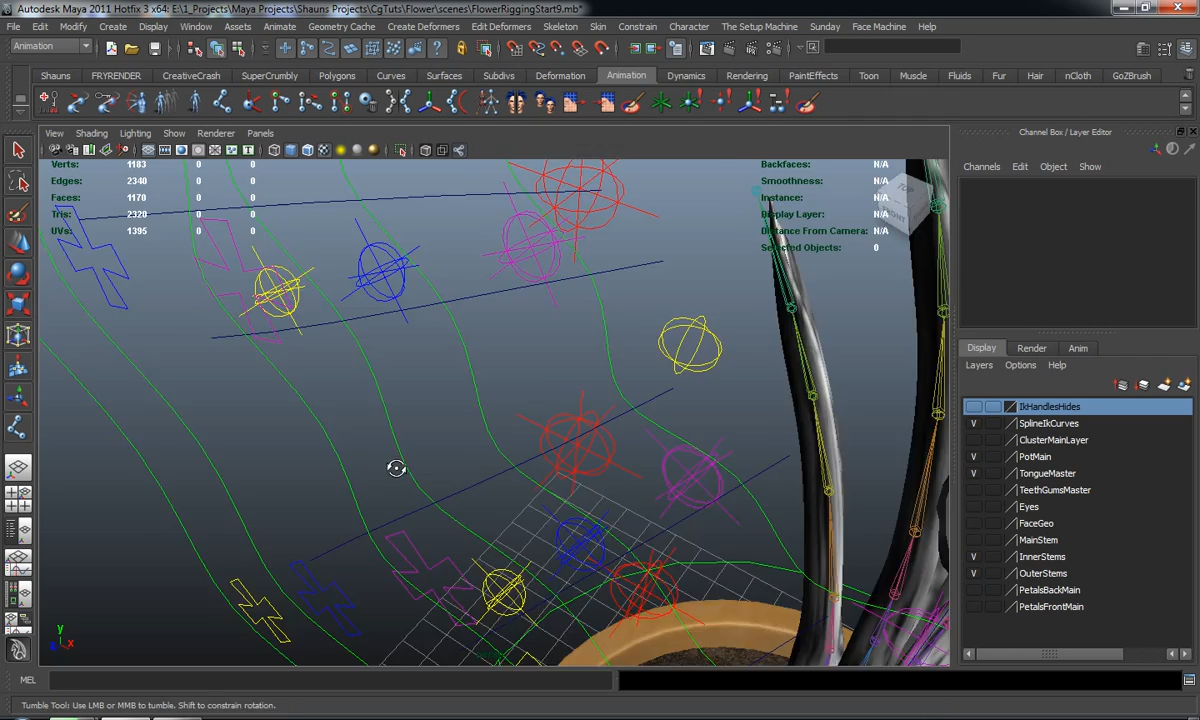 Autodesk Maya 2011 Hotfix 3 x64: E:\1_Projects\Maya Projects\Shauns Projects\CgTuts\Flower\scenes\FlowerRiggingStart9.mb*
File Edit Modify Create Display Window Assets Animate Geometry Cache Create Deformers Edit Deformers Skeleton Skin Constrain Character The Setup Machine Sunday Face Machine Help
Animation
Shauns FRYRENDER CreativeCrash SuperCrumbly Polygons Curves Surfaces Subdivs Deformation Animation Dynamics Rendering PaintEffects Toon Muscle Fluids Fur Hair nCloth GoZBrush
View Shading Lighting Show Renderer Panels
Channel Box / Layer Editor
Channels Edit Object Show
Verts: 1183 0 0
Edges: 2340 0 0
Faces: 1170 0 0
Tris: 2320 0 0
UVs: 1395 0 0
Backfaces: N/A
Smoothness: N/A
Instance: N/A
Display Layer: N/A
Distance From Camera: N/A
Selected Objects: 0
TOP
FRONT
Display Render Anim
Layers Options Help
IkHandlesHides
V SplineIkCurves
ClusterMainLayer
V PotMain
V TongueMaster
TeethGumsMaster
Eyes
FaceGeo
MainStem
V InnerStems
V OuterStems
PetalsBackMain
PetalsFrontMain
y
z x
MEL
Tumble Tool: Use LMB or MMB to tumble. Shift to constrain rotation.